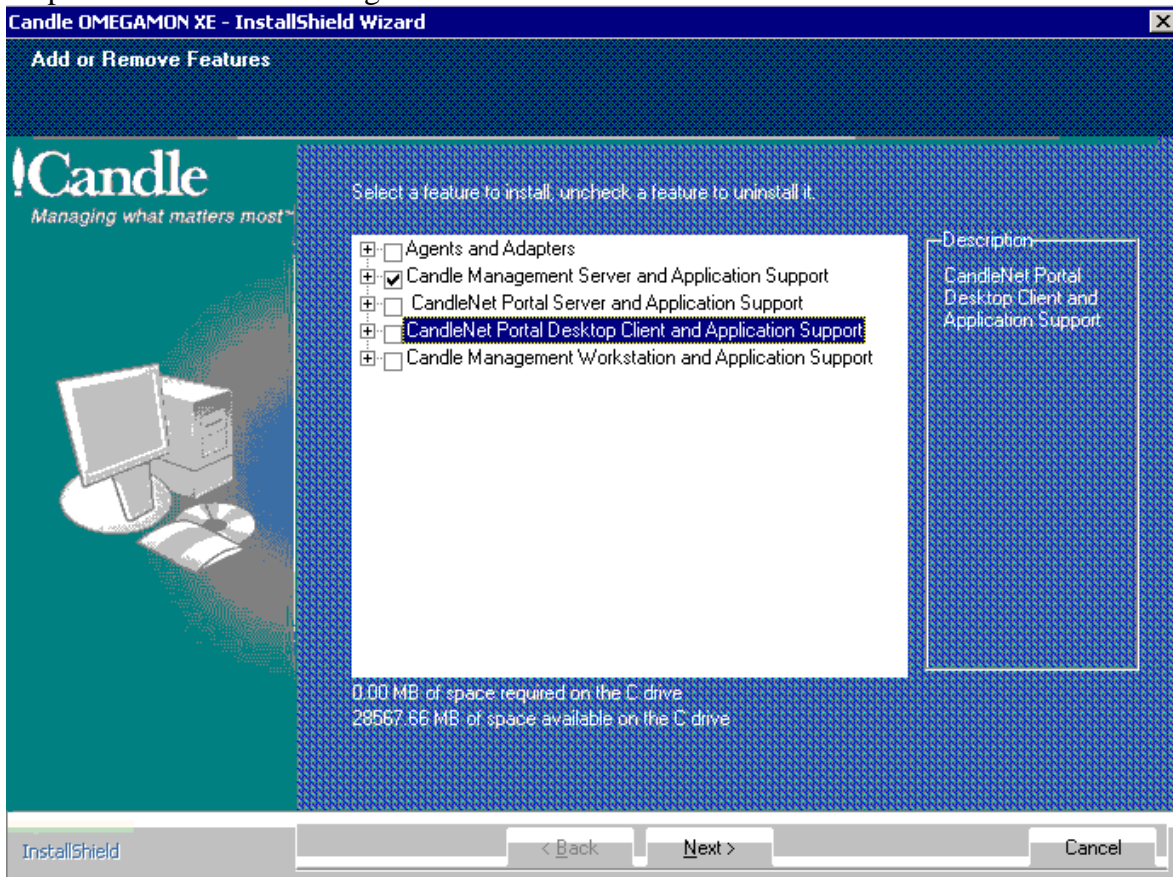 Candle OMEGAMON XE - InstallShield Wizard
Add or Remove Features
!Candle
Managing what matters most™
Select a feature to install, uncheck a feature to uninstall it.
Agents and Adapters
Candle Management Server and Application Support
CandleNet Portal Server and Application Support
CandleNet Portal Desktop Client and Application Support
Candle Management Workstation and Application Support
Description
CandleNet Portal
Desktop Client and
Application Support
0.00 MB of space required on the C drive
28567.66 MB of space available on the C drive
InstallShield
< Back
Next >
Cancel